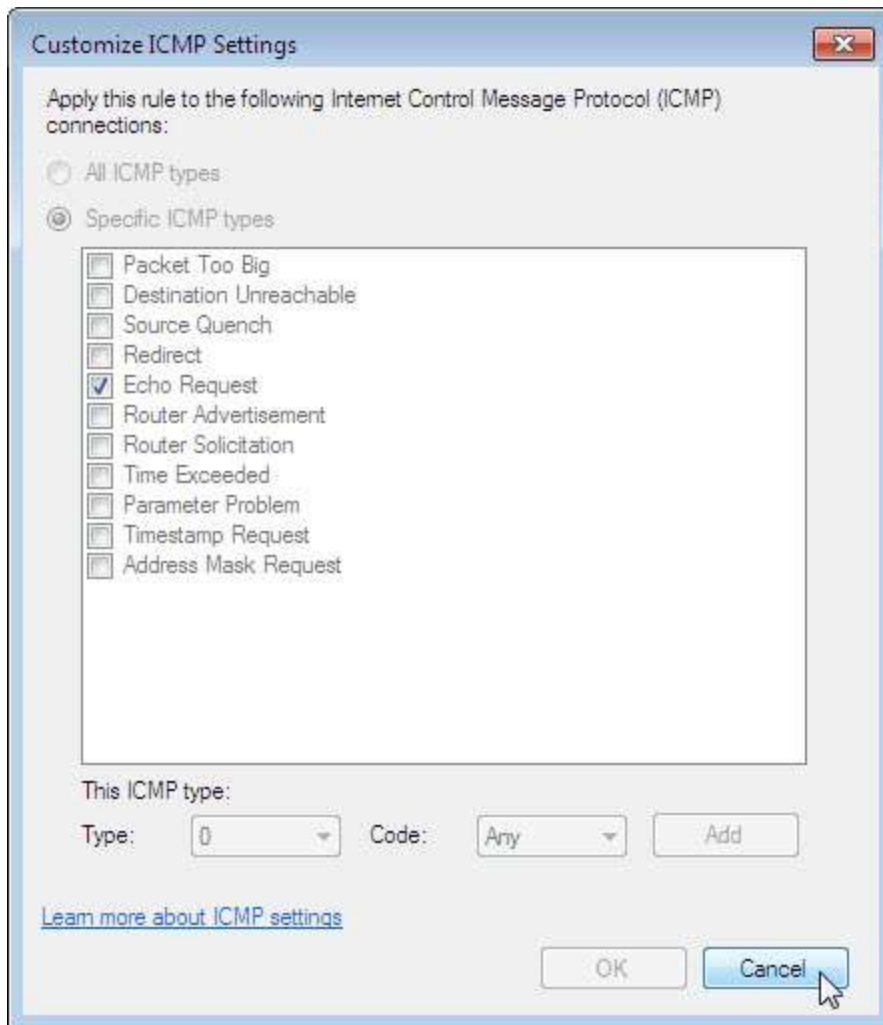 Customize ICMP Settings
Apply this rule to the following Internet Control Message Protocol (ICMP)
connections:
All ICMP types
Specific ICMP types
Packet Too Big
Destination Unreachable
Source Quench
Redirect
Echo Request
Router Advertisement
Router Solicitation
Time Exceeded
Parameter Problem
Timestamp Request
Address Mask Request
This ICMP type:
Type: 0 Code: Any Add
Learn more about ICMP settings
OK Cancel